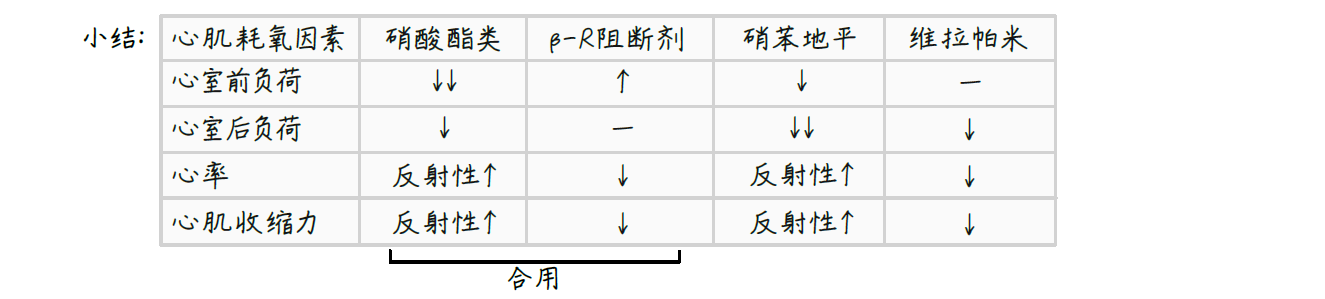 小结: 心肌耗氧因素 硝酸酯类 β-R阻断剂 硝苯地平 维拉帕米
心室前负荷 ↓↓ ↑ ↓ —
心室后负荷 ↓ — ↓↓ ↓
心率 反射性↑ ↓ 反射性↑ ↓
心肌收缩力 反射性↑ ↓ 反射性↑ ↓
合用